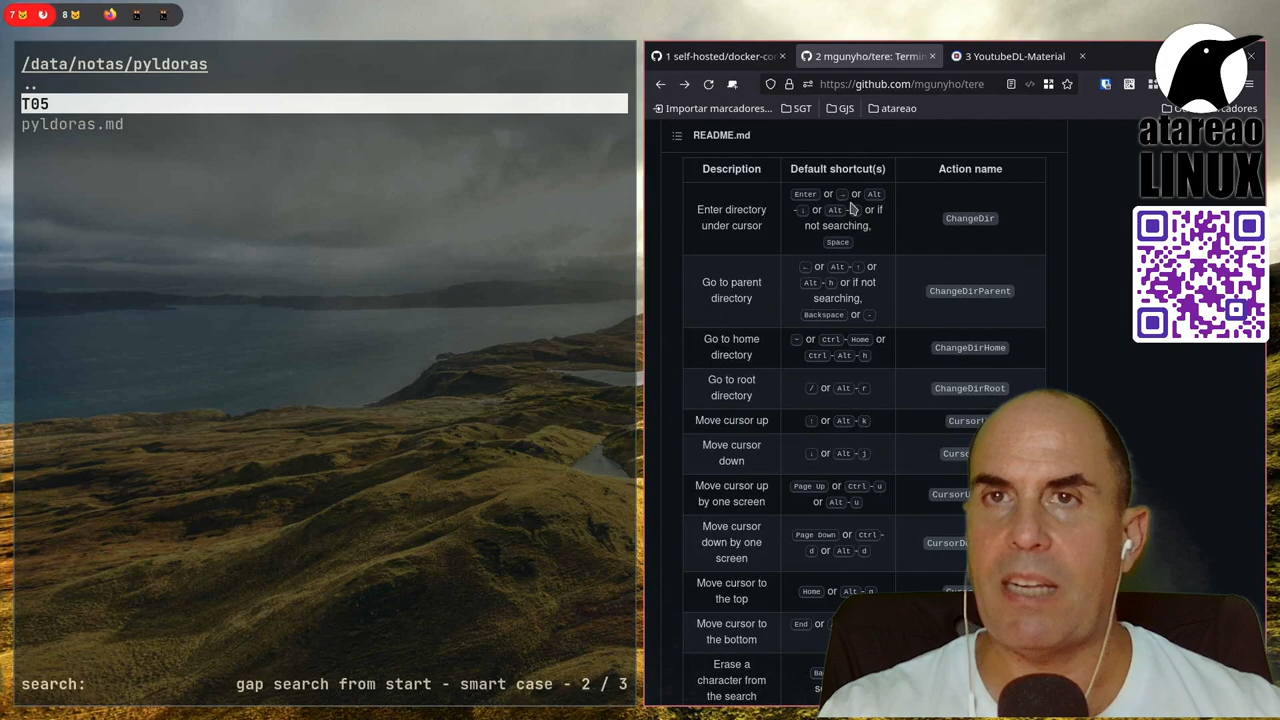 7
8
/data/notas/pyldoras
..
T05
pyldoras.md
search:
gap search from start - smart case - 2 / 3
1 self-hosted/docker-co
2 mgunyho/tere: Termin
3 YoutubeDL-Material
https://github.com/mgunyho/tere
Importar marcadores...
SGT
GJS
atareao
README.md
Description
Default shortcut(s)
Action name
Enter directory
under cursor
Enter or → or Alt
-↓ or Alt- or if
not searching,
Space
ChangeDir
Go to parent
directory
← or Alt-↑ or
Alt-h or if not
searching,
Backspace or -
ChangeDirParent
Go to home
directory
~ or Ctrl-Home or
Ctrl-Alt-h
ChangeDirHome
Go to root
directory
/ or Alt-r
ChangeDirRoot
Move cursor up
↑ or Alt-k
Move cursor
down
↓ or Alt-j
Move cursor up
by one screen
Page Up or Ctrl-u
or Alt-u
Move cursor
down by one
screen
Page Down or Ctrl-
d or Alt-d
Move cursor to
the top
Home or Alt-g
Move cursor to
the bottom
End or
Erase a
character from
the search
atareao
LINUX